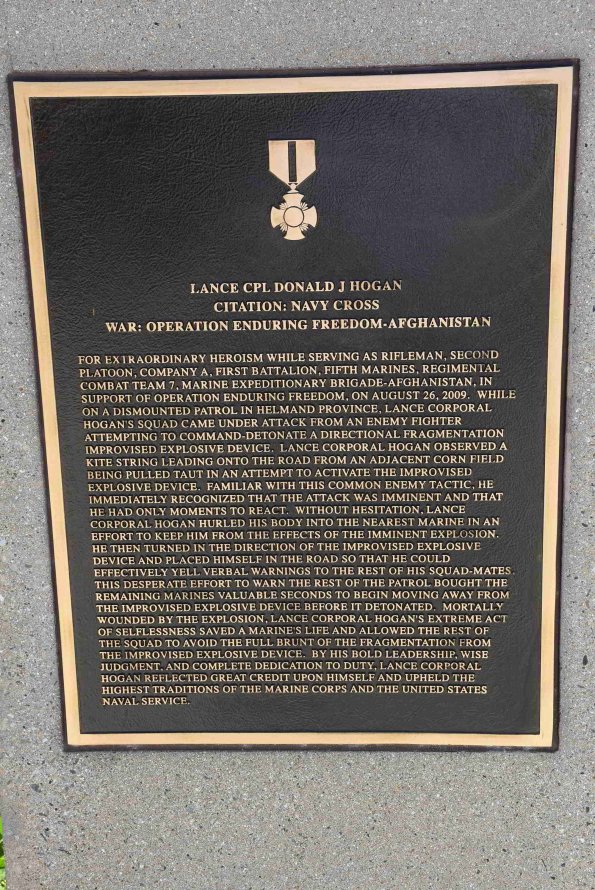 LANCE CPL DONALD J HOGAN
CITATION: NAVY CROSS
WAR: OPERATION ENDURING FREEDOM-AFGHANISTAN
FOR EXTRAORDINARY HEROISM WHILE SERVING AS RIFLEMAN, SECOND
PLATOON, COMPANY A, FIRST BATTALION, FIFTH MARINES, REGIMENTAL
COMBAT TEAM 7, MARINE EXPEDITIONARY BRIGADE-AFGHANISTAN, IN
SUPPORT OF OPERATION ENDURING FREEDOM, ON AUGUST 26, 2009. WHILE
ON A DISMOUNTED PATROL IN HELMAND PROVINCE, LANCE CORPORAL
HOGAN'S SQUAD CAME UNDER ATTACK FROM AN ENEMY FIGHTER
ATTEMPTING TO COMMAND-DETONATE A DIRECTIONAL FRAGMENTATION
IMPROVISED EXPLOSIVE DEVICE. LANCE CORPORAL HOGAN OBSERVED A
KITE STRING LEADING ONTO THE ROAD FROM AN ADJACENT CORN FIELD
BEING PULLED TAUT IN AN ATTEMPT TO ACTIVATE THE IMPROVISED
EXPLOSIVE DEVICE. FAMILIAR WITH THIS COMMON ENEMY TACTIC, HE
IMMEDIATELY RECOGNIZED THAT THE ATTACK WAS IMMINENT AND THAT
HE HAD ONLY MOMENTS TO REACT. WITHOUT HESITATION, LANCE
CORPORAL HOGAN HURLED HIS BODY INTO THE NEAREST MARINE IN AN
EFFORT TO KEEP HIM FROM THE EFFECTS OF THE IMMINENT EXPLOSION.
HE THEN TURNED IN THE DIRECTION OF THE IMPROVISED EXPLOSIVE
DEVICE AND PLACED HIMSELF IN THE ROAD SO THAT HE COULD
EFFECTIVELY YELL VERBAL WARNINGS TO THE REST OF HIS SQUAD-MATES.
THIS DESPERATE EFFORT TO WARN THE REST OF THE PATROL BOUGHT THE
REMAINING MARINES VALUABLE SECONDS TO BEGIN MOVING AWAY FROM
THE IMPROVISED EXPLOSIVE DEVICE BEFORE IT DETONATED. MORTALLY
WOUNDED BY THE EXPLOSION, LANCE CORPORAL HOGAN'S EXTREME ACT
OF SELFLESSNESS SAVED A MARINE'S LIFE AND ALLOWED THE REST OF
THE SQUAD TO AVOID THE FULL BRUNT OF THE FRAGMENTATION FROM
THE IMPROVISED EXPLOSIVE DEVICE. BY HIS BOLD LEADERSHIP, WISE
JUDGMENT, AND COMPLETE DEDICATION TO DUTY, LANCE CORPORAL
HOGAN REFLECTED GREAT CREDIT UPON HIMSELF AND UPHELD THE
HIGHEST TRADITIONS OF THE MARINE CORPS AND THE UNITED STATES
NAVAL SERVICE.